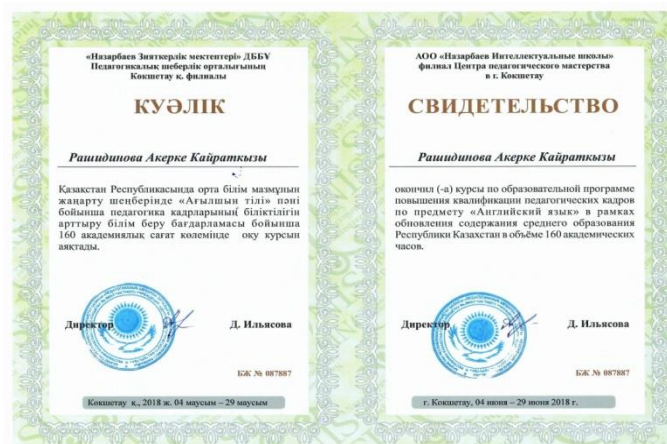 «Назарбаев Зияткерлік мектептері» ДББҰ
Педагогикалық шеберлік орталығының
Көкшетау қ. филиалы
КУӘЛІК
Рашидинова Акерке Кайраткызы
Қазақстан Республикасында орта білім мазмұнын
жаңарту шеңберінде «Ағылшын тілі» пәні
бойынша педагогика кадрларының біліктілігін
арттыру білім беру бағдарламасы бойынша
160 академиялық сағат көлемінде оқу курсын
аяқтады.
Директор
Д. Ильясова
БЖ № 087887
Көкшетау қ., 2018 ж. 04 маусым – 29 маусым
АОО «Назарбаев Интеллектуальные школы»
филиал Центра педагогического мастерства
в г. Кокшетау
СВИДЕТЕЛЬСТВО
Рашидинова Акерке Кайраткызы
окончил (-а) курсы по образовательной программе
повышения квалификации педагогических кадров
по предмету «Английский язык» в рамках
обновления содержания среднего образования
Республики Казахстан в объёме 160 академических
часов.
Директор
Д. Ильясова
БЖ № 087887
г. Кокшетау, 04 июня – 29 июня 2018 г.